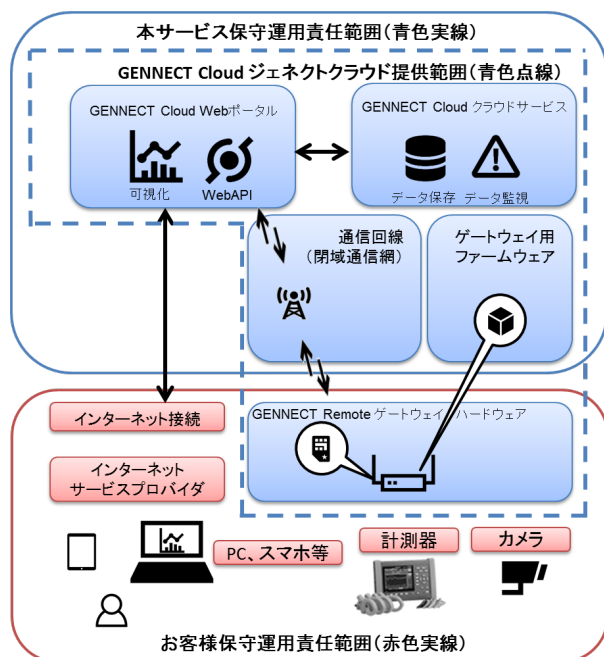 本サービス保守運用責任範囲（青色実線）
GENNECT Cloud ジェネクトクラウド提供範囲（青色点線）
GENNECT Cloud Webポータル
可視化
WebAPI
GENNECT Cloud クラウドサービス
データ保存
データ監視
通信回線
（閉域通信網）
ゲートウェイ用
ファームウェア
インターネット接続
GENNECT Remote ゲートウェイ ハードウェア
インターネット
サービスプロバイダ
PC、スマホ等
計測器
カメラ
お客様保守運用責任範囲（赤色実線）